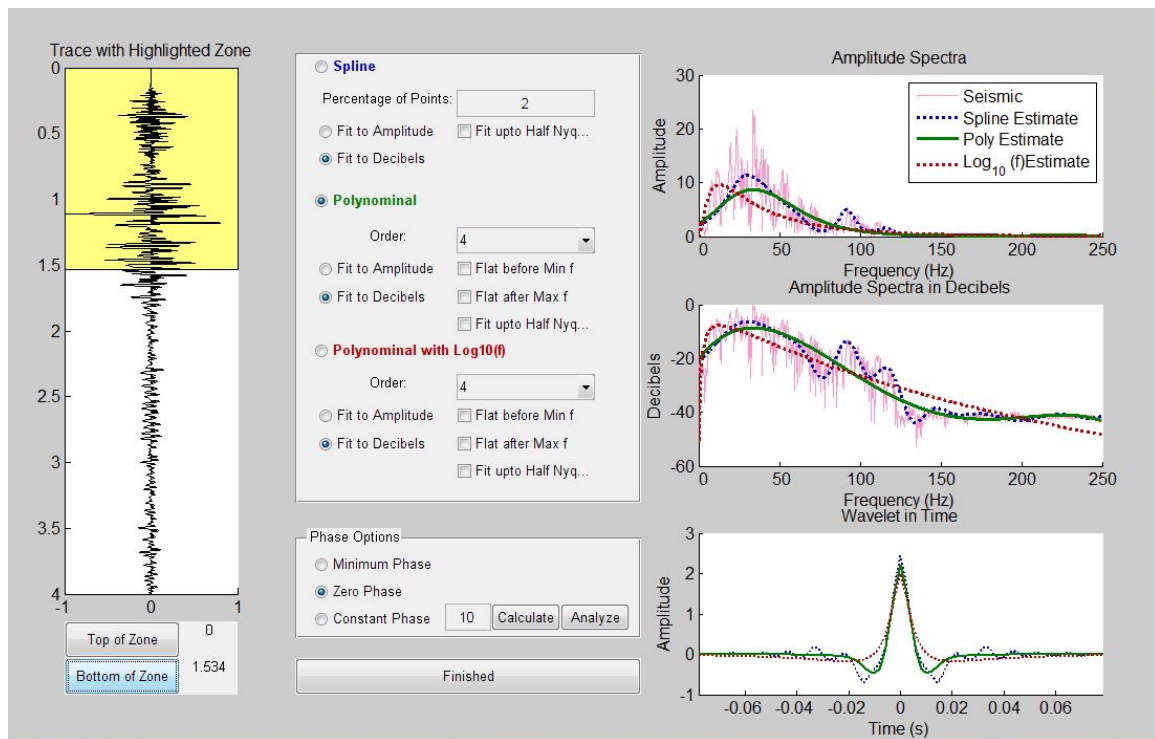 Trace with Highlighted Zone
0
0.5
1
1.5
2
2.5
3
3.5
4
-1 0 1
Top of Zone 0
Bottom of Zone 1.534
Spline
Percentage of Points: 2
Fit to Amplitude Fit upto Half Nyq...
Fit to Decibels
Polynominal
Order: 4
Fit to Amplitude Flat before Min f
Fit to Decibels Flat after Max f
Fit upto Half Nyq...
Polynominal with Log10(f)
Order: 4
Fit to Amplitude Flat before Min f
Fit to Decibels Flat after Max f
Fit upto Half Nyq...
Phase Options
Minimum Phase
Zero Phase
Constant Phase 10 Calculate Analyze
Finished
Amplitude Spectra
30
20
10
0
Amplitude
Seismic
Spline Estimate
Poly Estimate
Log10 (f)Estimate
0 50 100 150 200 250
Frequency (Hz)
Amplitude Spectra in Decibels
0
-20
-40
-60
Decibels
0 50 100 150 200 250
Frequency (Hz)
Wavelet in Time
3
2
1
0
-1
Amplitude
-0.06 -0.04 -0.02 0 0.02 0.04 0.06
Time (s)